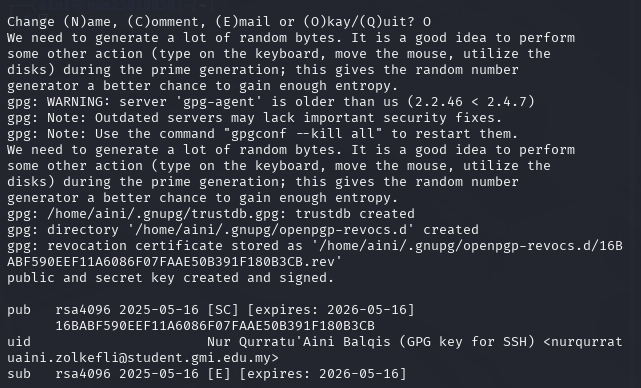 Change (N)ame, (C)omment, (E)mail or (O)kay/(Q)uit? O
We need to generate a lot of random bytes. It is a good idea to perform
some other action (type on the keyboard, move the mouse, utilize the
disks) during the prime generation; this gives the random number
generator a better chance to gain enough entropy.
gpg: WARNING: server 'gpg-agent' is older than us (2.2.46 < 2.4.7)
gpg: Note: Outdated servers may lack important security fixes.
gpg: Note: Use the command "gpgconf --kill all" to restart them.
We need to generate a lot of random bytes. It is a good idea to perform
some other action (type on the keyboard, move the mouse, utilize the
disks) during the prime generation; this gives the random number
generator a better chance to gain enough entropy.
gpg: /home/aini/.gnupg/trustdb.gpg: trustdb created
gpg: directory '/home/aini/.gnupg/openpgp-revocs.d' created
gpg: revocation certificate stored as '/home/aini/.gnupg/openpgp-revocs.d/16B
ABF590EEF11A6086F07FAAE50B391F180B3CB.rev'
public and secret key created and signed.
pub   rsa4096 2025-05-16 [SC] [expires: 2026-05-16]
      16BABF590EEF11A6086F07FAAE50B391F180B3CB
uid                      Nur Qurratu'Aini Balqis (GPG key for SSH) <nurqurrat
uaini.zolkefli@student.gmi.edu.my>
sub   rsa4096 2025-05-16 [E] [expires: 2026-05-16]